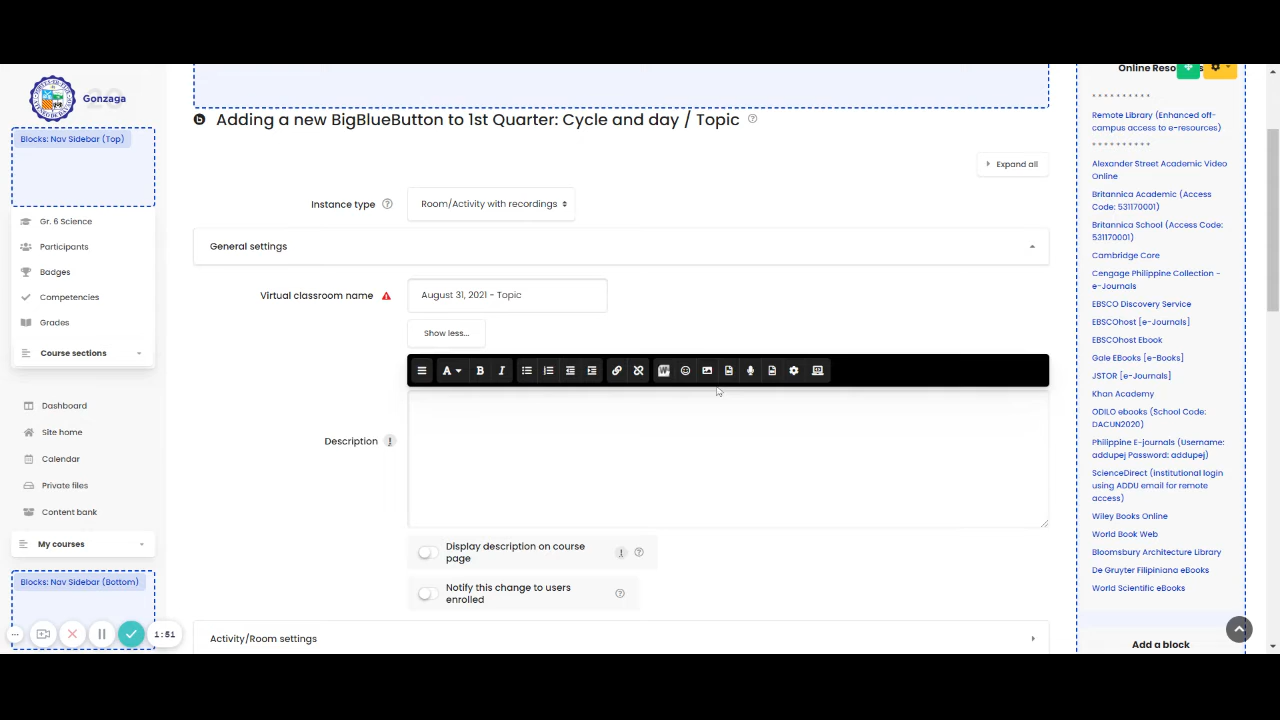 Gonzaga
Blocks: Nav Sidebar (Top)
Gr. 6 Science
Participants
Badges
Competencies
Grades
Course sections
Dashboard
Site home
Calendar
Private files
Content bank
My courses
Blocks: Nav Sidebar (Bottom)
1:51
Adding a new BigBlueButton to 1st Quarter: Cycle and day / Topic
Expand all
Instance type
Room/Activity with recordings
General settings
Virtual classroom name
August 31, 2021 - Topic
Show less...
A
B
I
Description
Display description on course
page
Notify this change to users
enrolled
Activity/Room settings
Online
* * * * * * * * * *
Remote Library (Enhanced off-
campus access to e-resources)
* * * * * * * * * *
Alexander Street Academic Video
Online
Britannica Academic (Access
Code: 531170001)
Britannica School (Access Code:
531170001)
Cambridge Core
Cengage Philippine Collection -
e-Journals
EBSCO Discovery Service
EBSCOhost [e-Journals]
EBSCOhost Ebook
Gale EBooks [e-Books]
JSTOR [e-Journals]
Khan Academy
ODILO ebooks (School Code:
DACUN2020)
Philippine E-journals (Username:
addupej Password: addupej)
ScienceDirect (institutional login
using ADDU email for remote
access)
Wiley Books Online
World Book Web
Bloomsbury Architecture Library
De Gruyter Filipiniana eBooks
World Scientific eBooks
Add a block